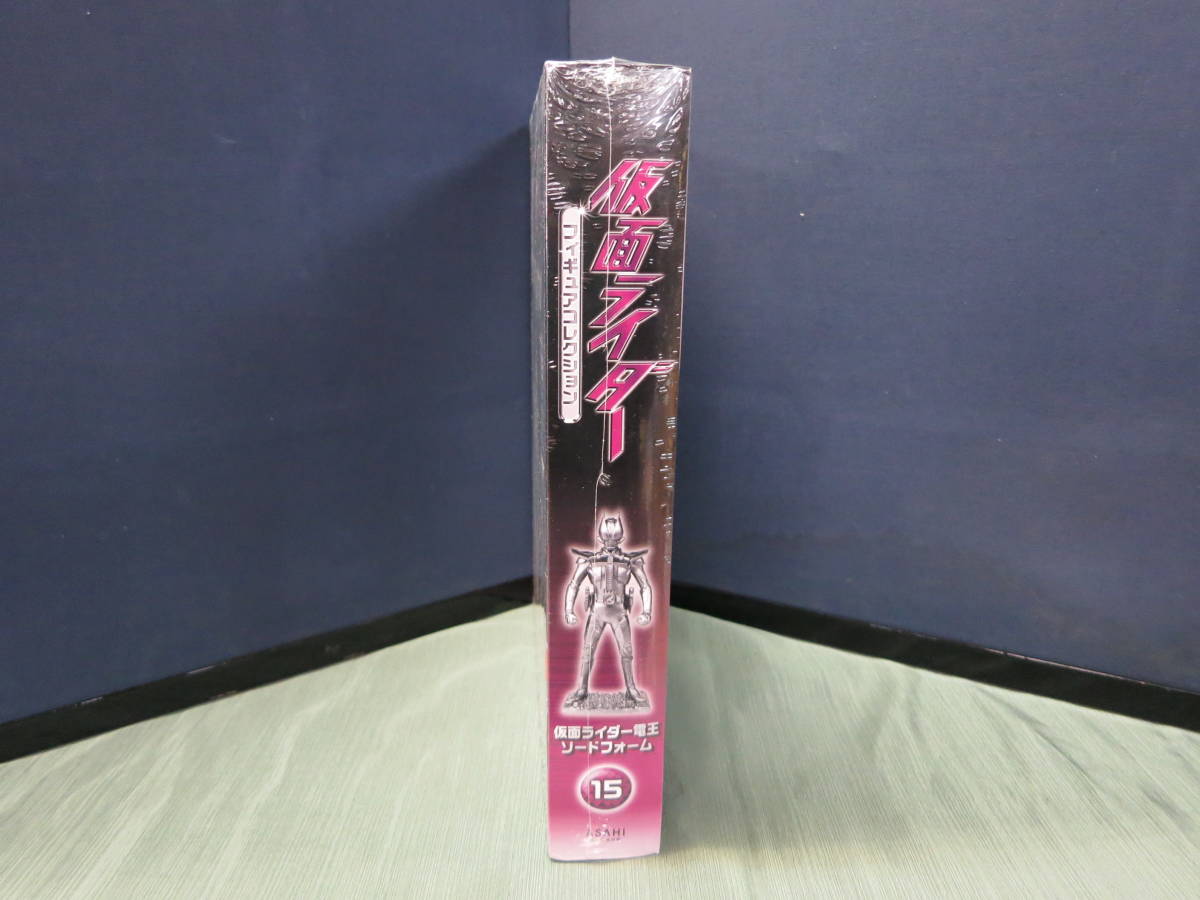 仮面ライダー
フィギュアコレクション
仮面ライダー電王
ソードフォーム
15
ASAHI